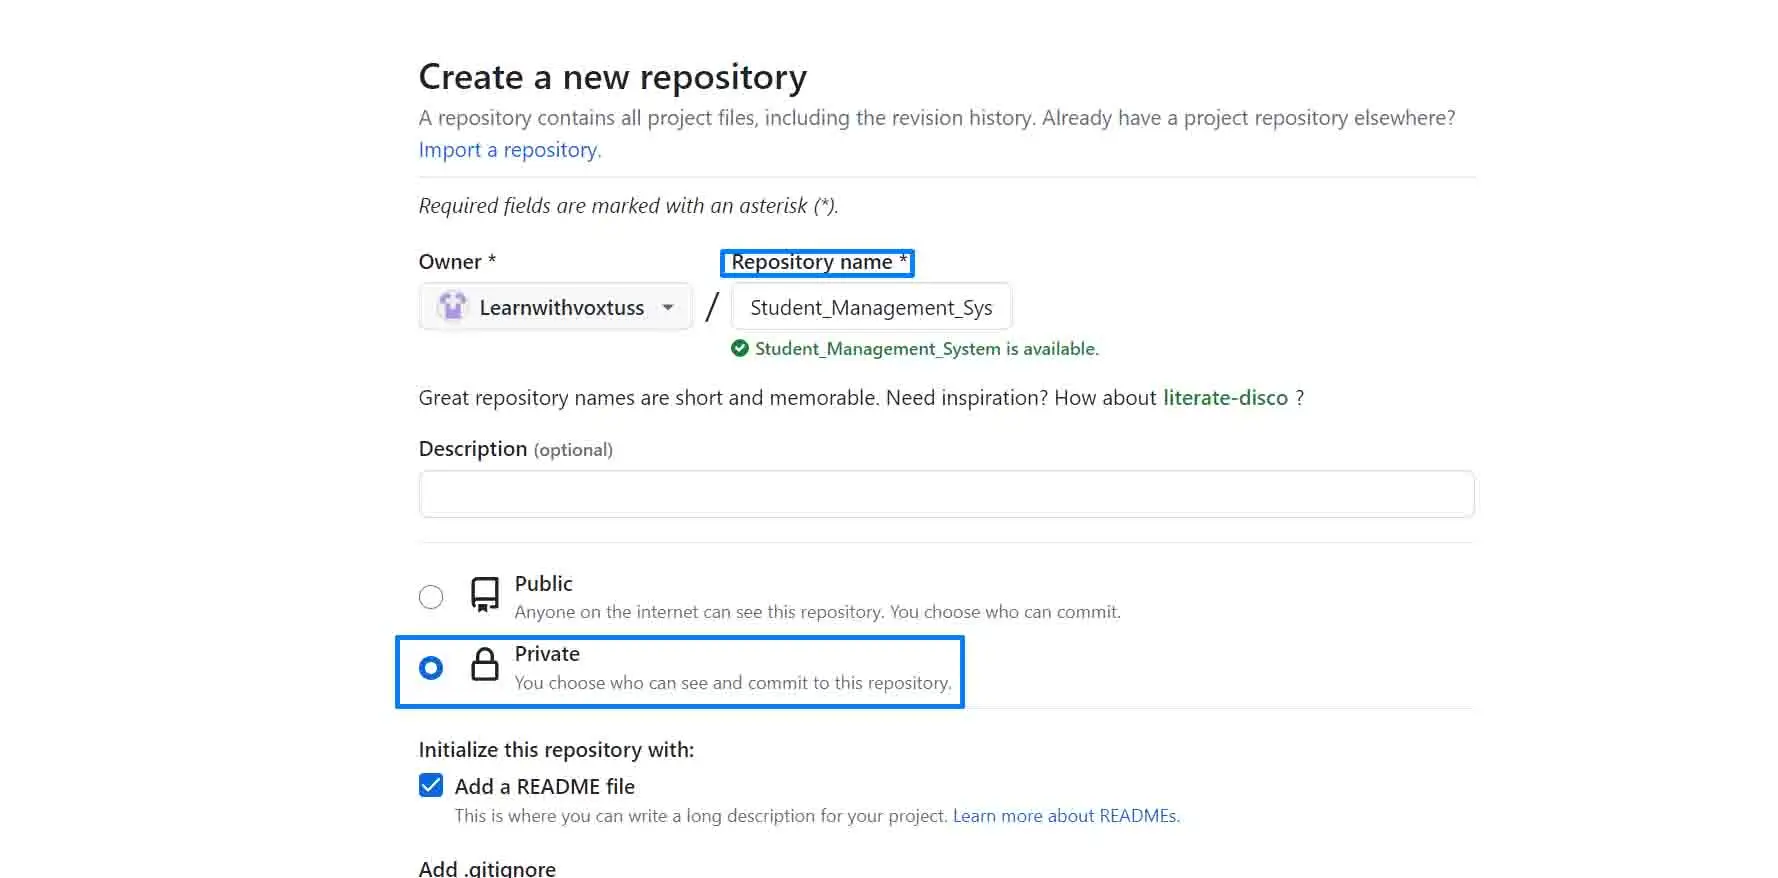 Create a new repository
A repository contains all project files, including the revision history. Already have a project repository elsewhere?
Import a repository.
Required fields are marked with an asterisk (*).
Owner * Repository name *
Learnwithvoxtuss / Student_Management_Sys
Student_Management_System is available.
Great repository names are short and memorable. Need inspiration? How about literate-disco ?
Description (optional)
Public
Anyone on the internet can see this repository. You choose who can commit.
Private
You choose who can see and commit to this repository.
Initialize this repository with:
Add a README file
This is where you can write a long description for your project. Learn more about READMEs.
Add .gitignore